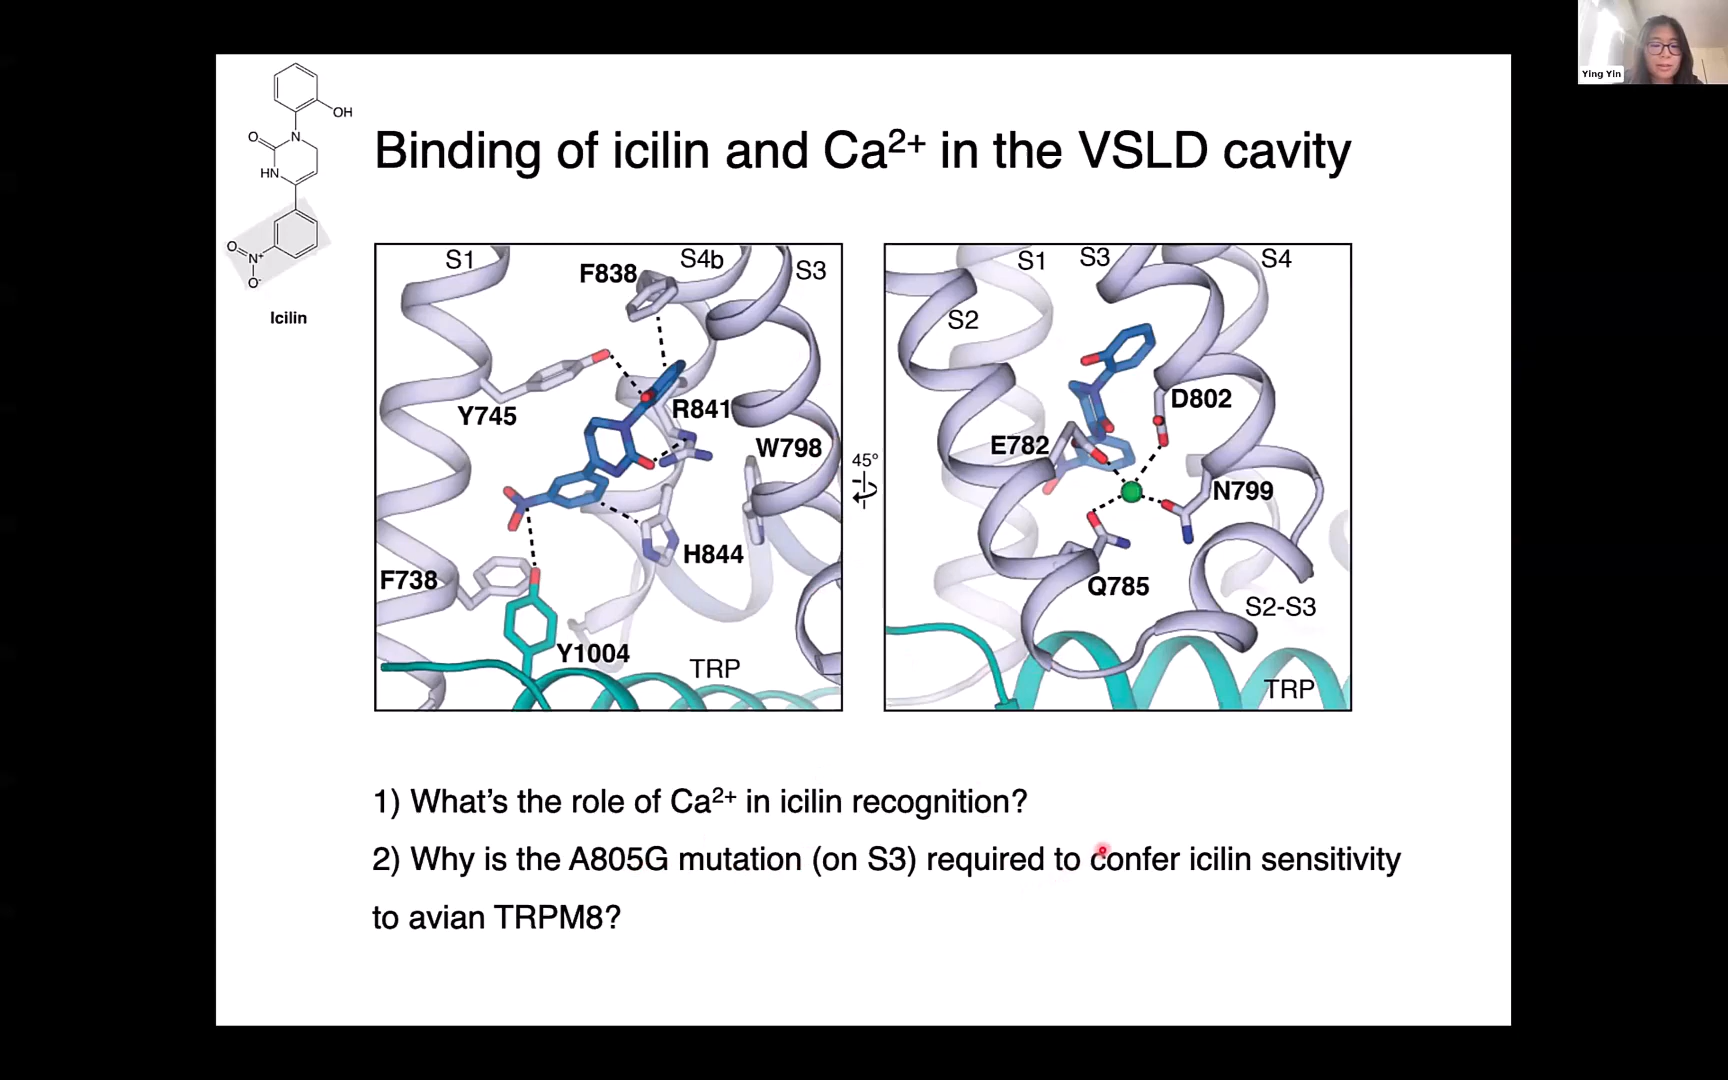 Ying Yin
OH
O
N
HN
O
N⁺
O⁻
Icilin
Binding of icilin and Ca²⁺ in the VSLD cavity
S1
F838
S4b
S3
Y745
R841
W798
H844
F738
Y1004
TRP
45°
S1
S3
S4
S2
D802
E782
N799
Q785
S2-S3
TRP
1) What's the role of Ca²⁺ in icilin recognition?
2) Why is the A805G mutation (on S3) required to confer icilin sensitivity
to avian TRPM8?